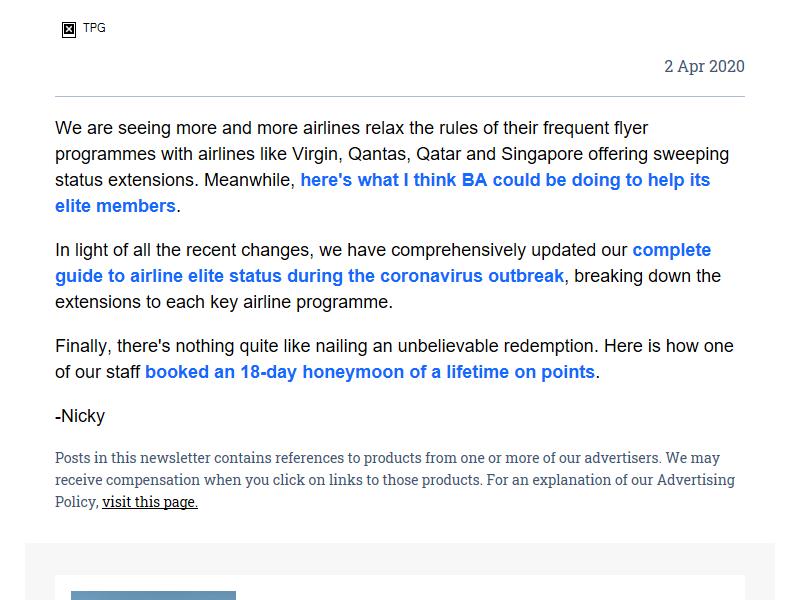 TPG
2 Apr 2020
We are seeing more and more airlines relax the rules of their frequent flyer
programmes with airlines like Virgin, Qantas, Qatar and Singapore offering sweeping
status extensions. Meanwhile, here's what I think BA could be doing to help its
elite members.
In light of all the recent changes, we have comprehensively updated our complete
guide to airline elite status during the coronavirus outbreak, breaking down the
extensions to each key airline programme.
Finally, there's nothing quite like nailing an unbelievable redemption. Here is how one
of our staff booked an 18-day honeymoon of a lifetime on points.
-Nicky
Posts in this newsletter contains references to products from one or more of our advertisers. We may
receive compensation when you click on links to those products. For an explanation of our Advertising
Policy, visit this page.